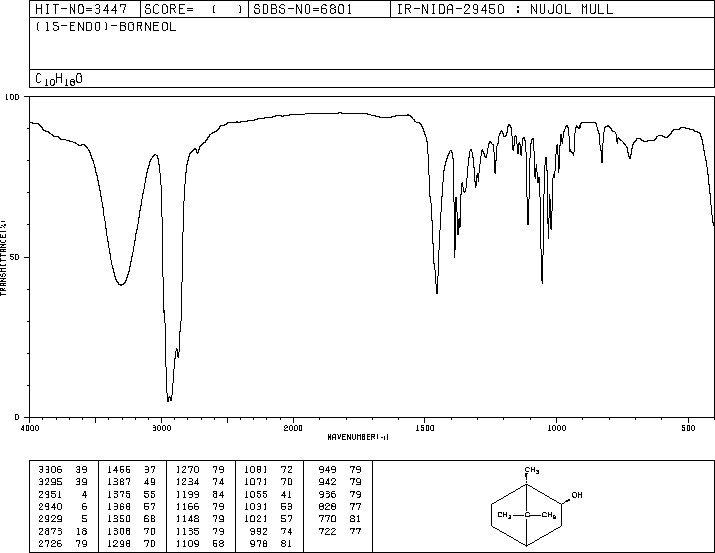 HIT-NO=3447 SCORE= ( ) SDBS-NO=6801 IR-NIDA-29450 : NUJOL MULL
(1S-ENDO)-BORNEOL
C10H18O
100
50
0
TRANSMITTANCE(%)
4000 3000 2000 1500 1000 500
WAVENUMBER(-1)
3306 39 1456 37 1270 79 1081 72 949 79
3295 39 1387 49 1234 74 1071 70 942 79
2951 4 1375 55 1199 84 1055 41 936 79
2940 6 1368 57 1166 79 1031 53 828 77
2929 5 1350 68 1148 79 1021 57 770 81
2873 18 1308 70 1135 79 992 74 722 77
2726 79 1298 70 1109 58 978 81
CH3
OH
CH3 C CH3